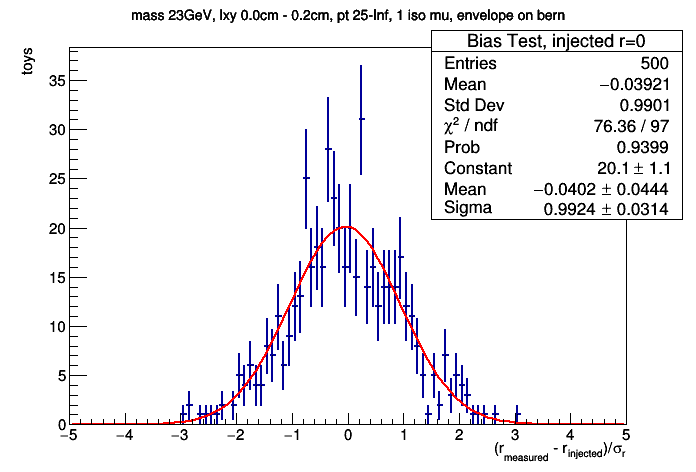 mass 23GeV, lxy 0.0cm - 0.2cm, pt 25-Inf, 1 iso mu, envelope on bern
toys
Bias Test, injected r=0
Entries 500
Mean −0.03921
Std Dev 0.9901
χ² / ndf 76.36 / 97
Prob 0.9399
Constant 20.1 ± 1.1
Mean −0.0402 ± 0.0444
Sigma 0.9924 ± 0.0314
35
30
25
20
15
10
5
0
−5 −4 −3 −2 −1 0 1 2 3 4 5
(r_measured - r_injected)/σ_r